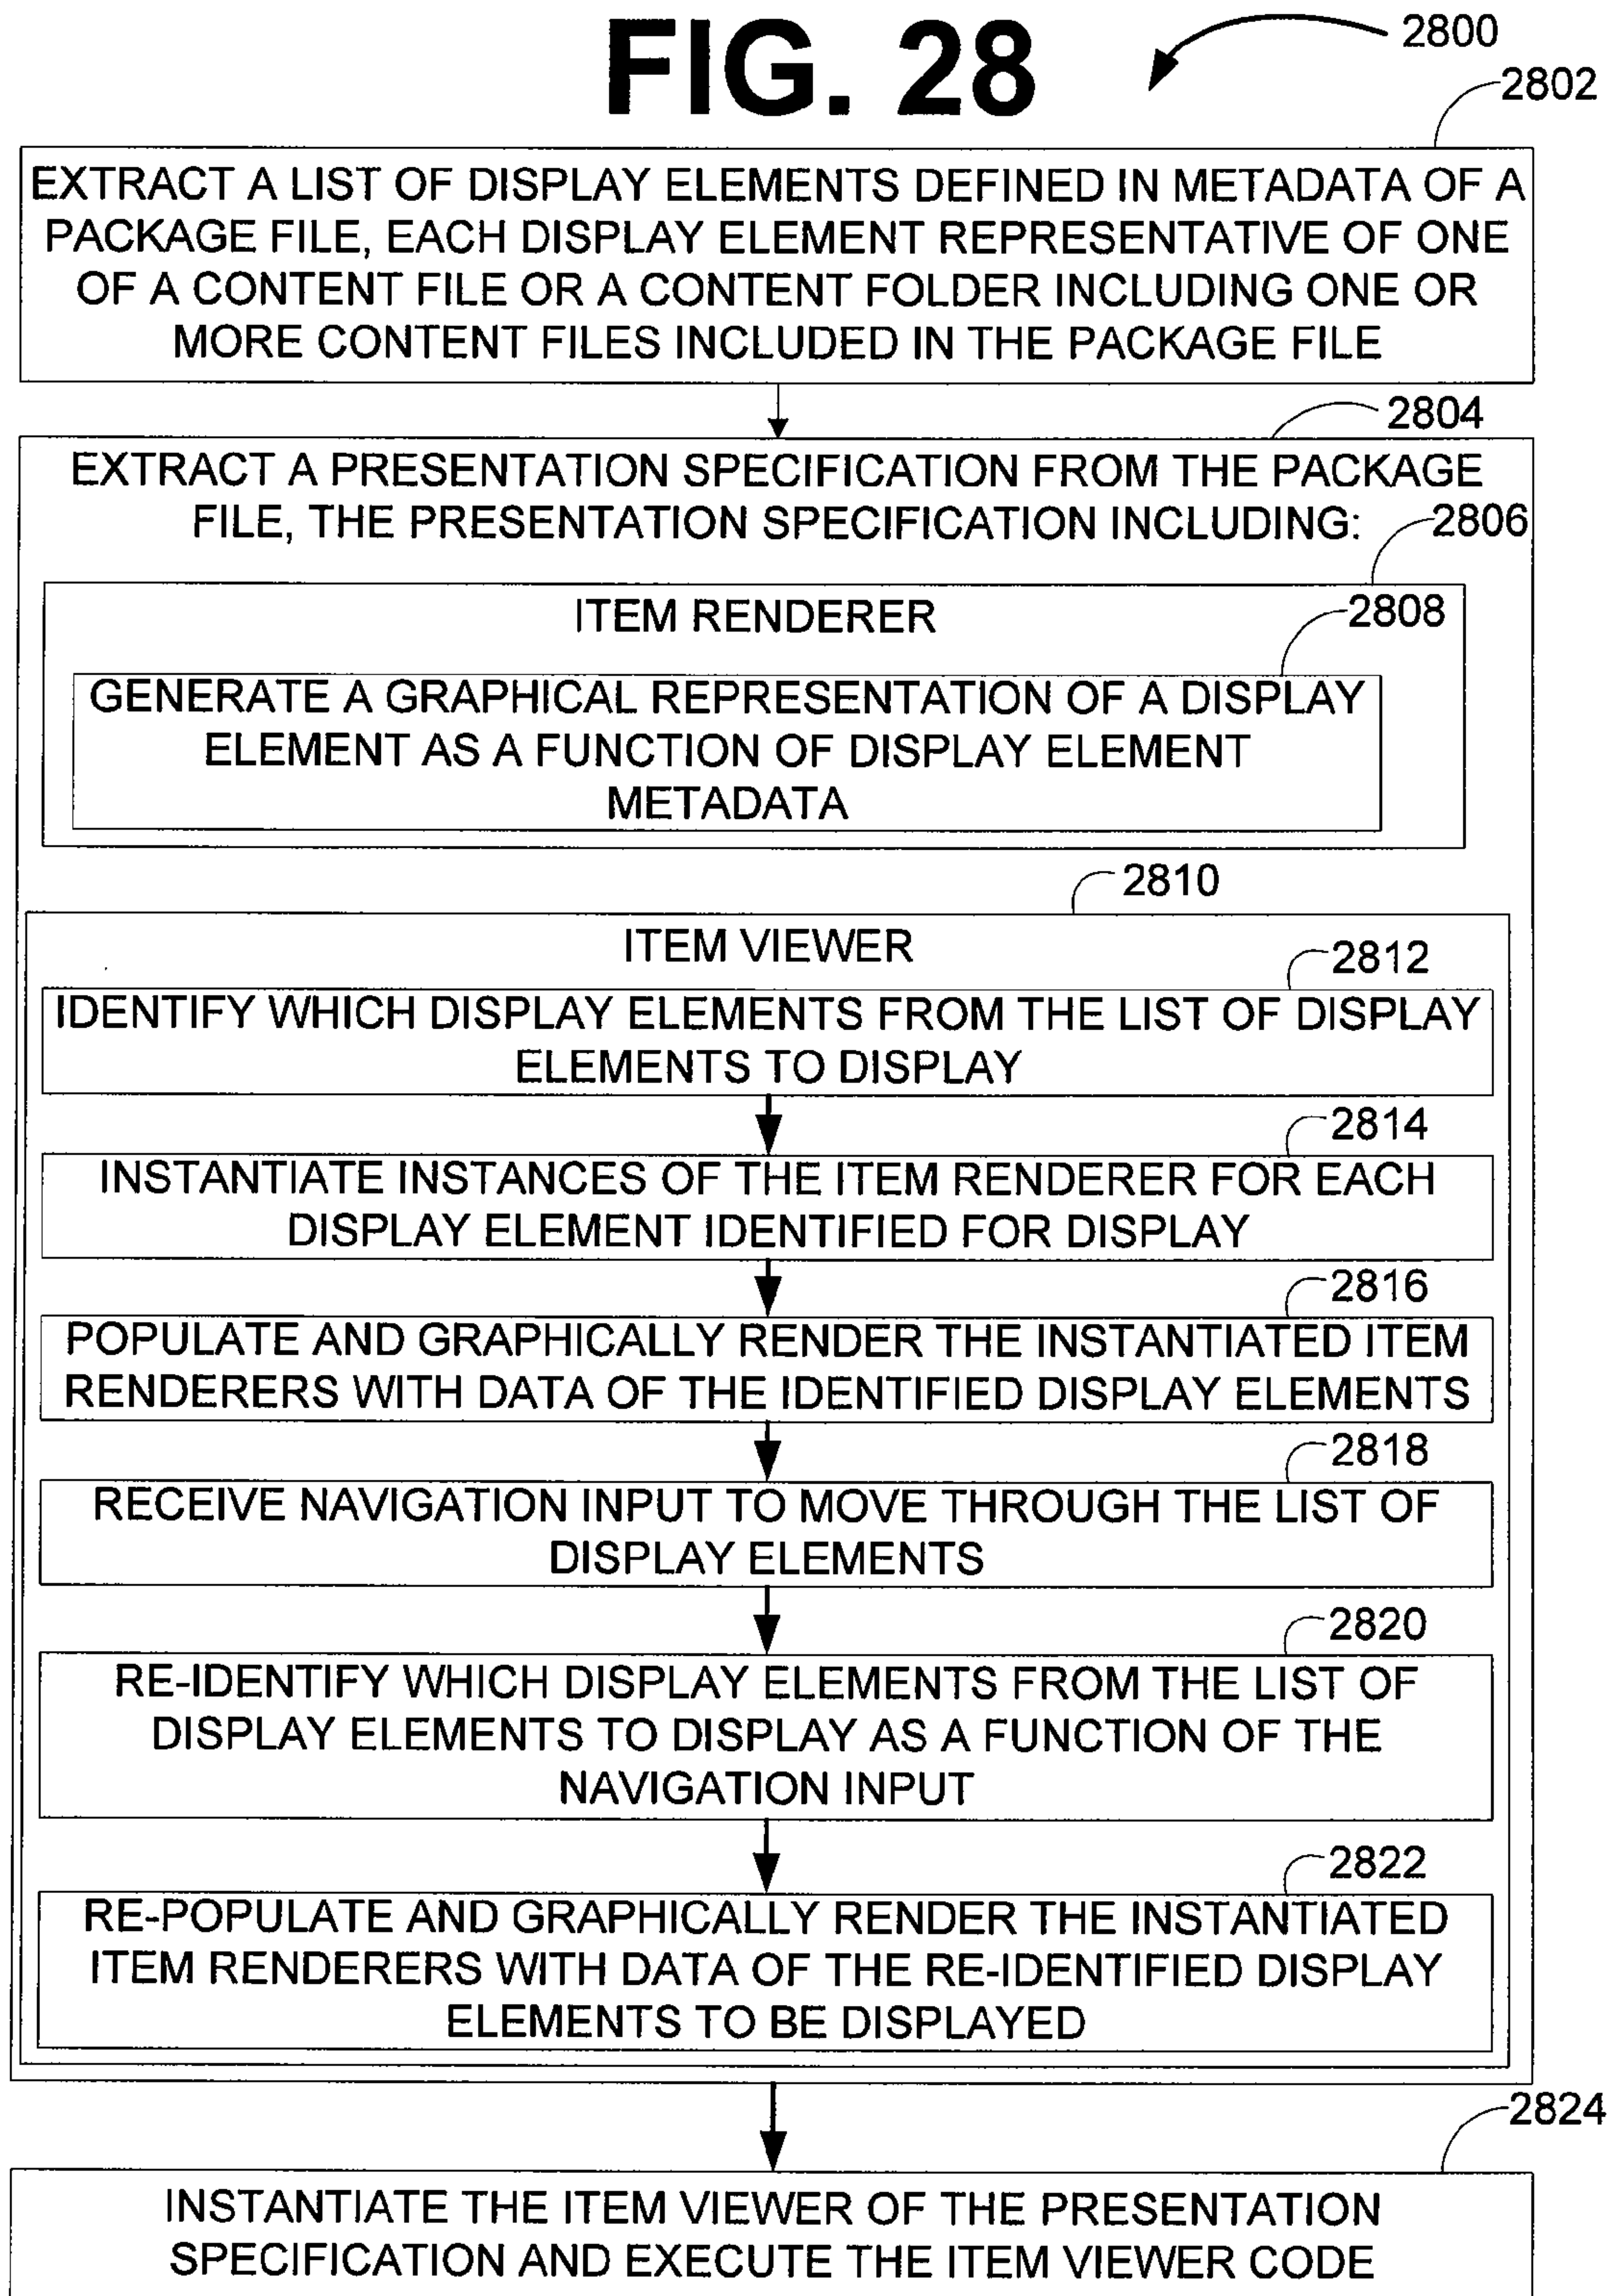 FIG. 28
2800
2802
EXTRACT A LIST OF DISPLAY ELEMENTS DEFINED IN METADATA OF A
PACKAGE FILE, EACH DISPLAY ELEMENT REPRESENTATIVE OF ONE
OF A CONTENT FILE OR A CONTENT FOLDER INCLUDING ONE OR
MORE CONTENT FILES INCLUDED IN THE PACKAGE FILE
2804
EXTRACT A PRESENTATION SPECIFICATION FROM THE PACKAGE
FILE, THE PRESENTATION SPECIFICATION INCLUDING:
2806
ITEM RENDERER
2808
GENERATE A GRAPHICAL REPRESENTATION OF A DISPLAY
ELEMENT AS A FUNCTION OF DISPLAY ELEMENT
METADATA
2810
ITEM VIEWER
2812
IDENTIFY WHICH DISPLAY ELEMENTS FROM THE LIST OF DISPLAY
ELEMENTS TO DISPLAY
2814
INSTANTIATE INSTANCES OF THE ITEM RENDERER FOR EACH
DISPLAY ELEMENT IDENTIFIED FOR DISPLAY
2816
POPULATE AND GRAPHICALLY RENDER THE INSTANTIATED ITEM
RENDERERS WITH DATA OF THE IDENTIFIED DISPLAY ELEMENTS
2818
RECEIVE NAVIGATION INPUT TO MOVE THROUGH THE LIST OF
DISPLAY ELEMENTS
2820
RE-IDENTIFY WHICH DISPLAY ELEMENTS FROM THE LIST OF
DISPLAY ELEMENTS TO DISPLAY AS A FUNCTION OF THE
NAVIGATION INPUT
2822
RE-POPULATE AND GRAPHICALLY RENDER THE INSTANTIATED
ITEM RENDERERS WITH DATA OF THE RE-IDENTIFIED DISPLAY
ELEMENTS TO BE DISPLAYED
2824
INSTANTIATE THE ITEM VIEWER OF THE PRESENTATION
SPECIFICATION AND EXECUTE THE ITEM VIEWER CODE